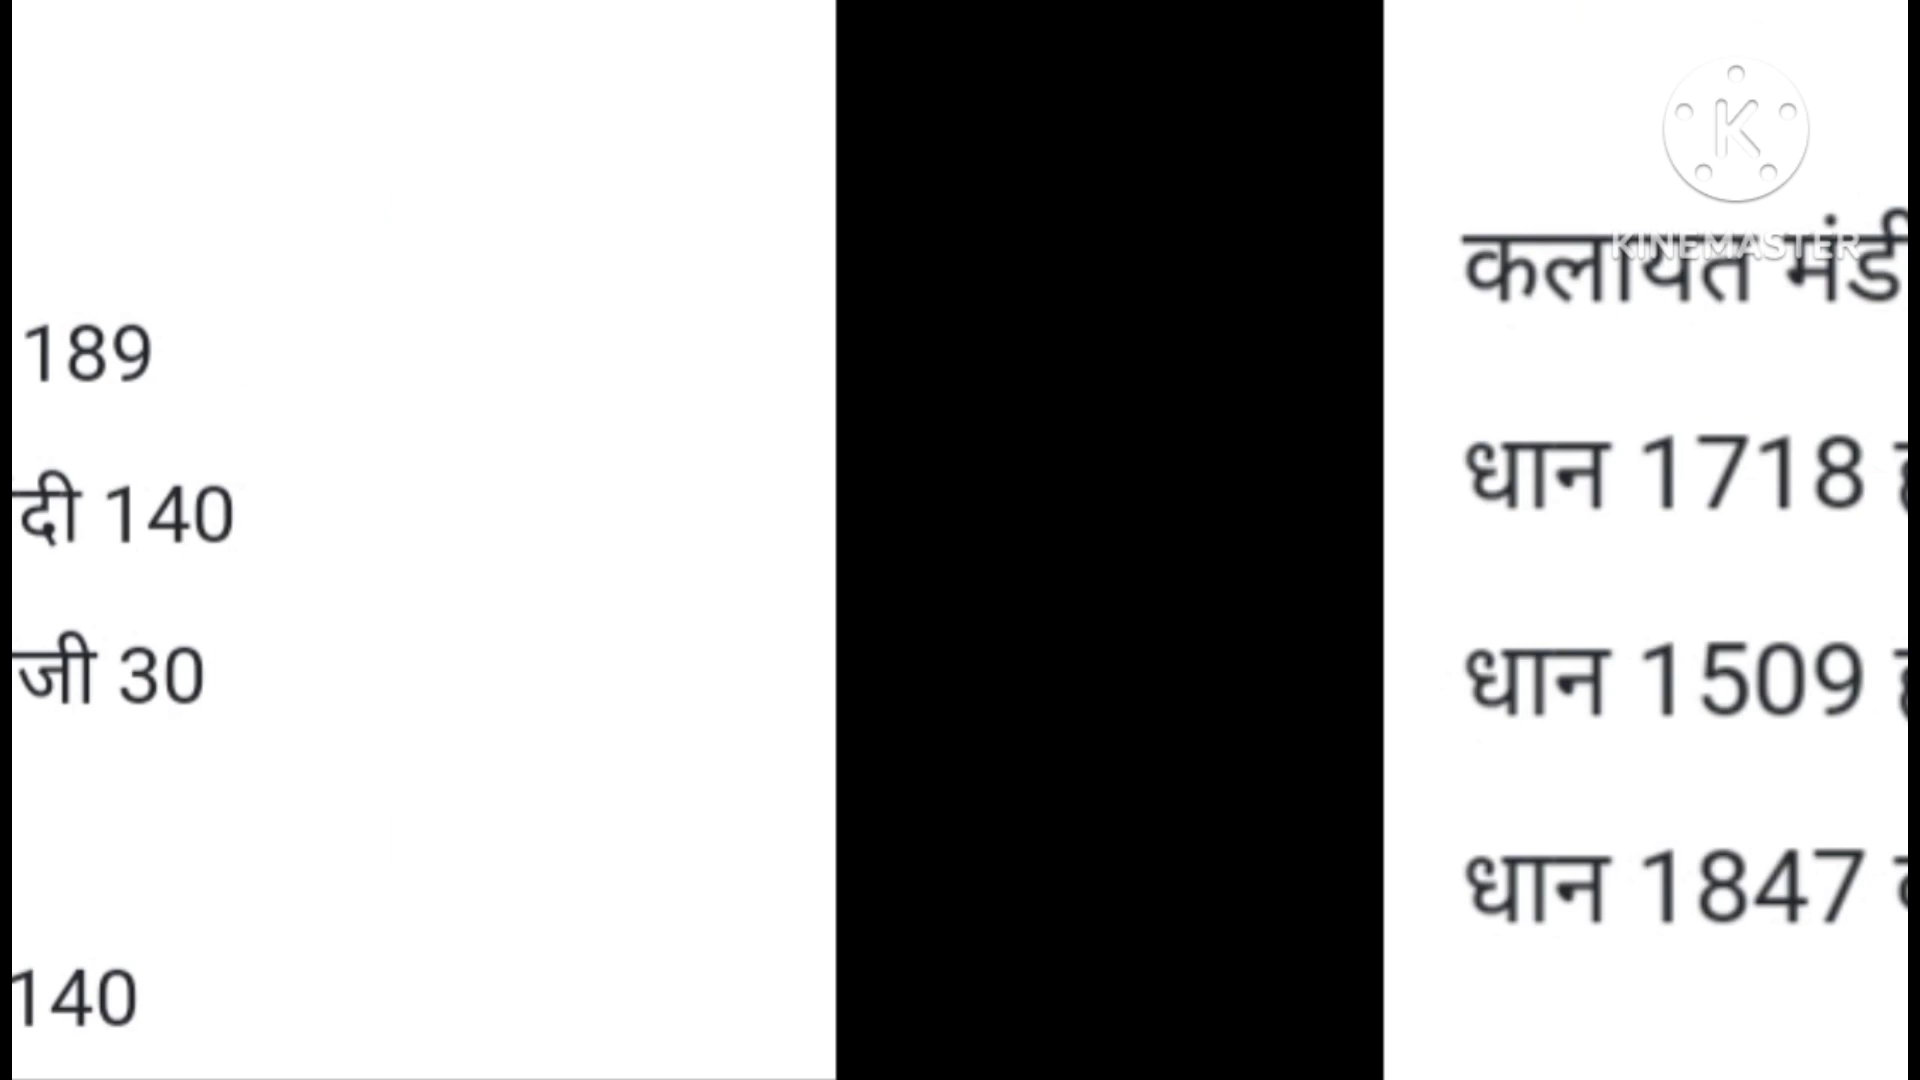 189
दी 140
जी 30
140
KINEMASTER
कलायत मंडी
धान 1718
धान 1509
धान 1847